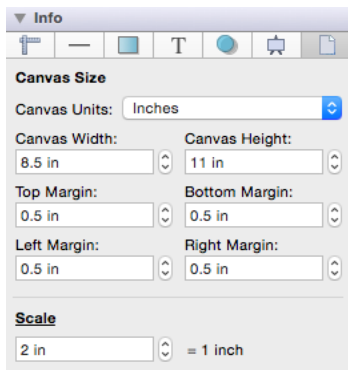 Info
T
Canvas Size
Canvas Units: Inches
Canvas Width: Canvas Height:
8.5 in 11 in
Top Margin: Bottom Margin:
0.5 in 0.5 in
Left Margin: Right Margin:
0.5 in 0.5 in
Scale
2 in = 1 inch